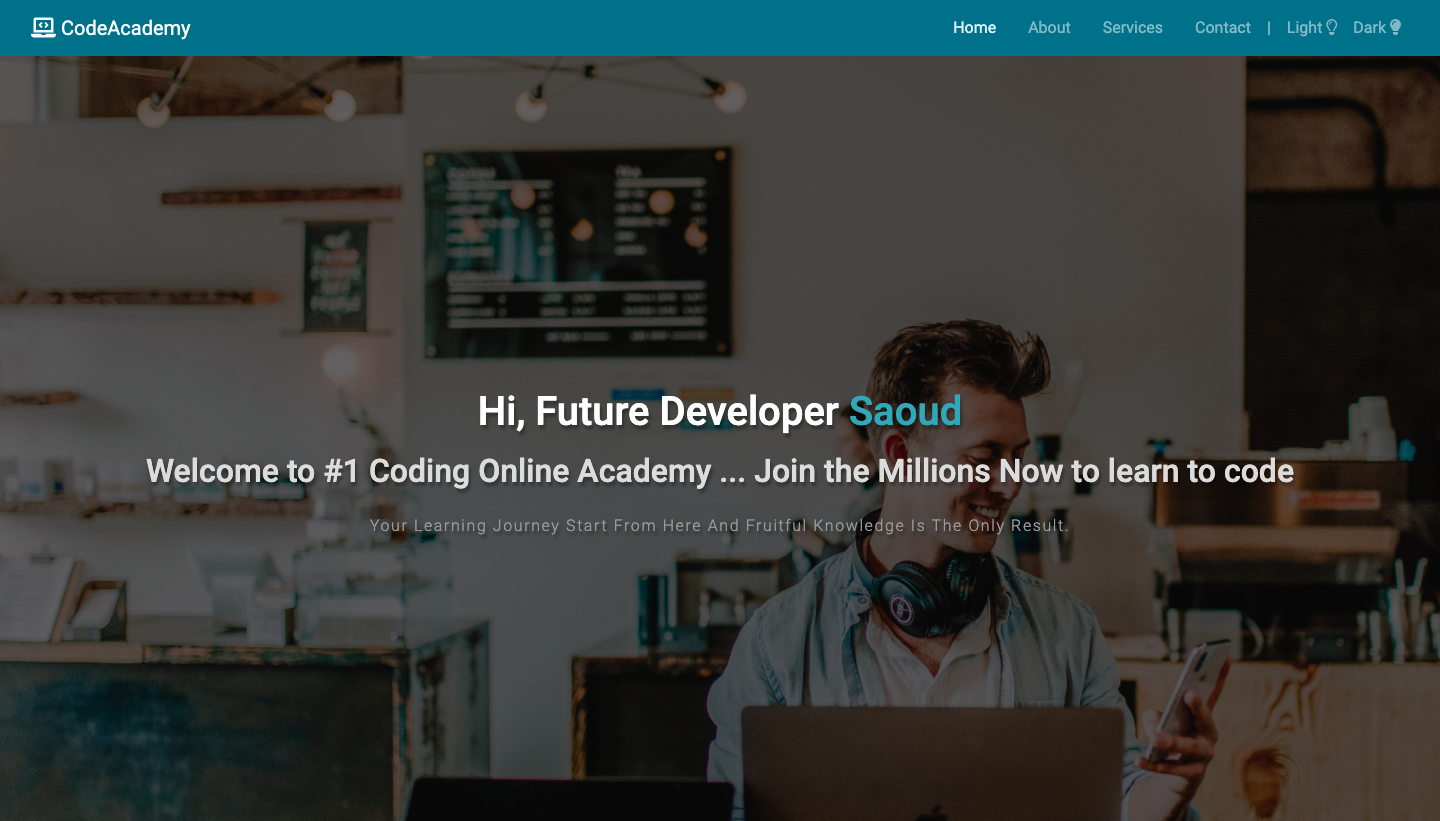 CodeAcademy
Home About Services Contact | Light Dark
Hi, Future Developer Saoud
Welcome to #1 Coding Online Academy ... Join the Millions Now to learn to code
Your Learning Journey Start From Here And Fruitful Knowledge Is The Only Result.